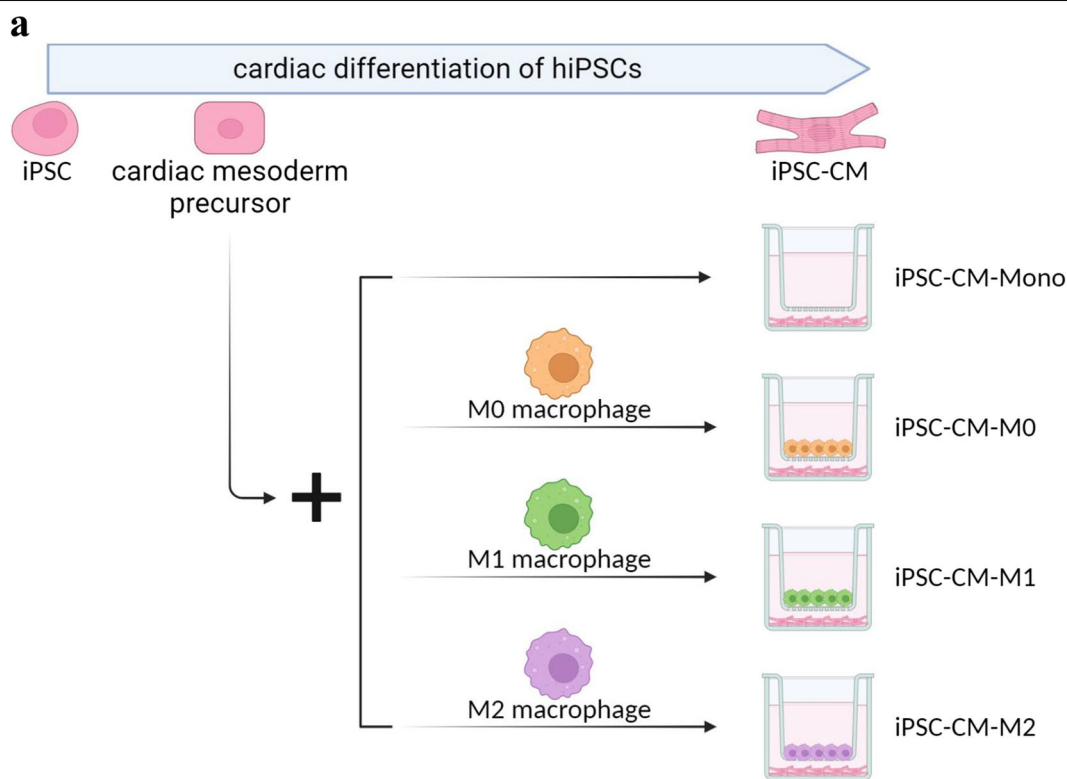 a
cardiac differentiation of hiPSCs
iPSC
cardiac mesoderm
precursor
iPSC-CM
iPSC-CM-Mono
M0 macrophage
iPSC-CM-M0
M1 macrophage
iPSC-CM-M1
M2 macrophage
iPSC-CM-M2